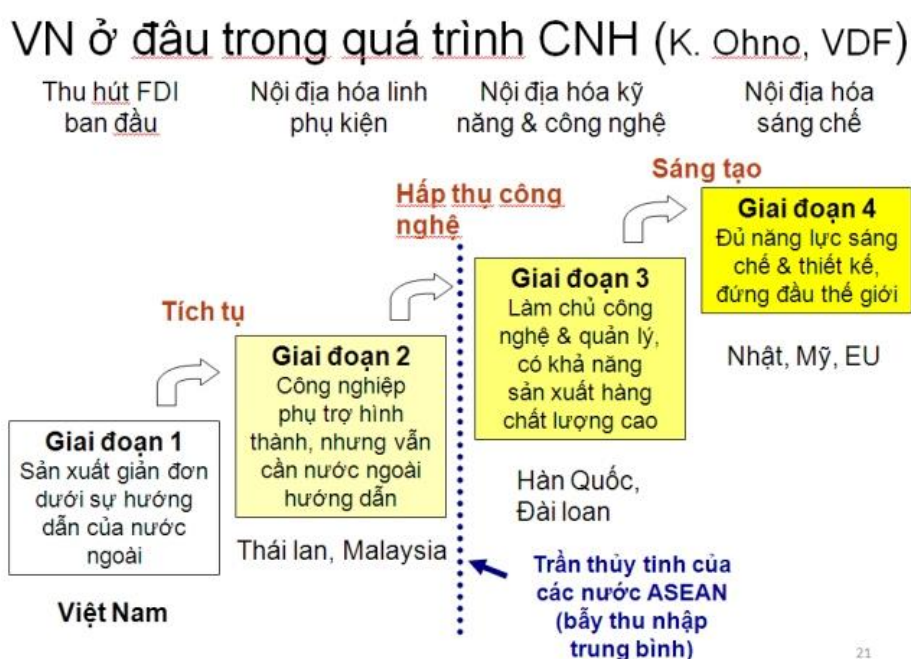 VN ở đâu trong quá trình CNH (K. Ohno, VDF)
Thu hút FDI
ban đầu
Nội địa hóa linh
phụ kiện
Nội địa hóa kỹ
năng & công nghệ
Nội địa hóa
sáng chế
Giai đoạn 1
Sản xuất giản đơn
dưới sự hướng
dẫn của nước
ngoài
Việt Nam
Tích tụ
Giai đoạn 2
Công nghiệp
phụ trợ hình
thành, nhưng vẫn
cần nước ngoài
hướng dẫn
Thái lan, Malaysia
Hấp thụ công
nghệ
Giai đoạn 3
Làm chủ công
nghệ & quản lý,
có khả năng
sản xuất hàng
chất lượng cao
Hàn Quốc,
Đài loan
Sáng tạo
Giai đoạn 4
Đủ năng lực sáng
chế & thiết kế,
đứng đầu thế giới
Nhật, Mỹ, EU
Trần thủy tinh của
các nước ASEAN
(bẫy thu nhập
trung bình)
21